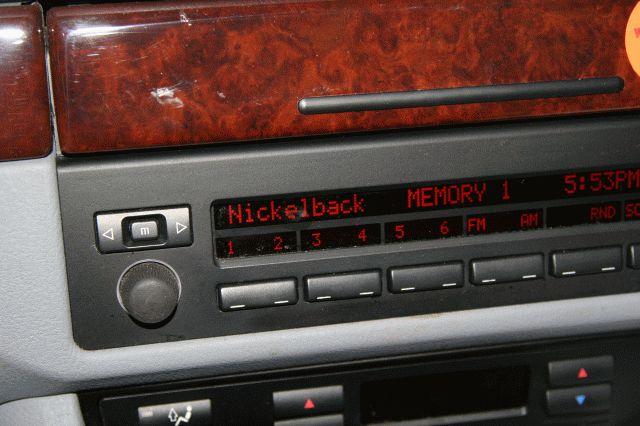 Nickelback MEMORY 1 5:53PM
1 2 3 4 5 6 FM AM RND SC
m